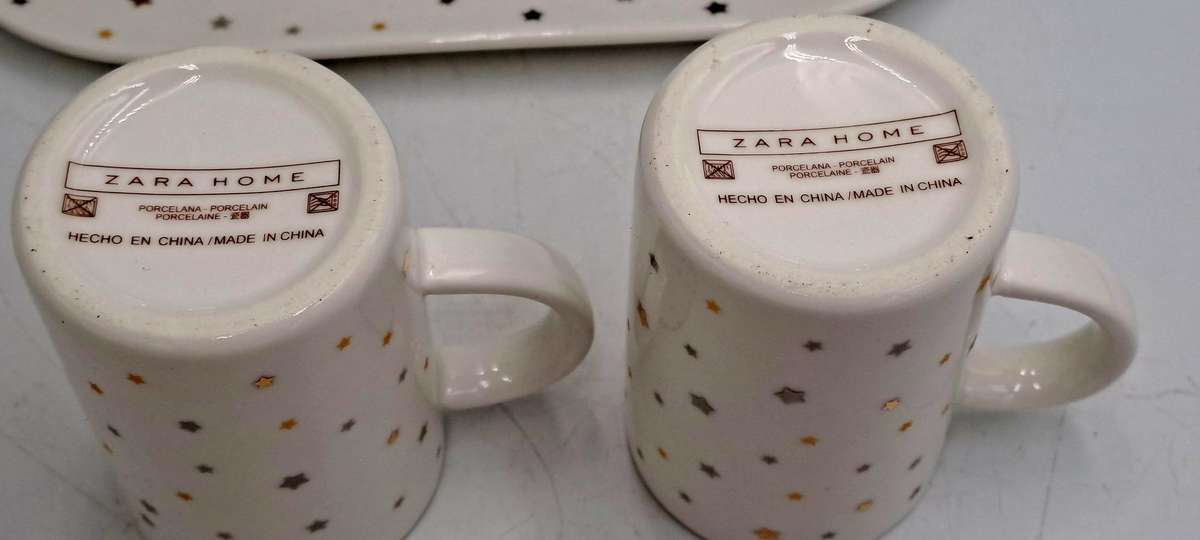 ZARA HOME
PORCELANA - PORCELAIN
PORCELAINE - 瓷器
HECHO EN CHINA / MADE IN CHINA
ZARA HOME
PORCELANA - PORCELAIN
PORCELAINE - 瓷器
HECHO EN CHINA / MADE IN CHINA